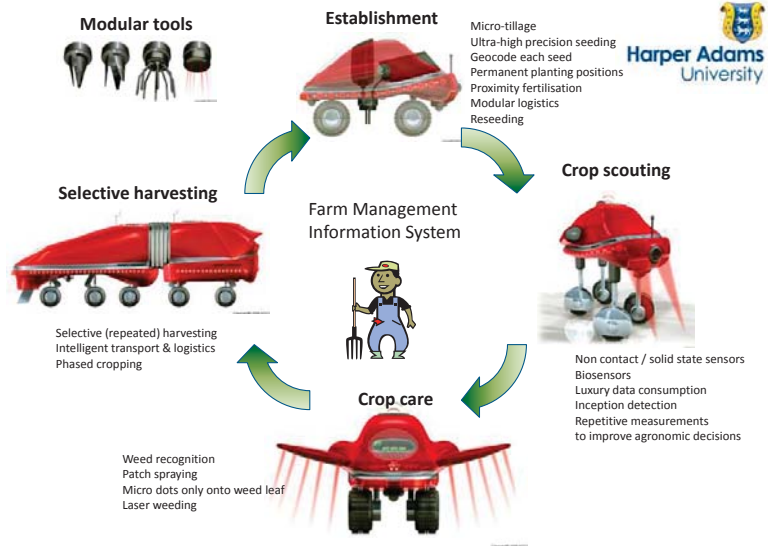 Modular tools
Establishment
Micro-tillage
Ultra-high precision seeding
Geocode each seed
Permanent planting positions
Proximity fertilisation
Modular logistics
Reseeding
Harper Adams
University
Crop scouting
Selective harvesting
Farm Management
Information System
Selective (repeated) harvesting
Intelligent transport & logistics
Phased cropping
Non contact / solid state sensors
Biosensors
Luxury data consumption
Inception detection
Repetitive measurements
to improve agronomic decisions
Crop care
Weed recognition
Patch spraying
Micro dots only onto weed leaf
Laser weeding